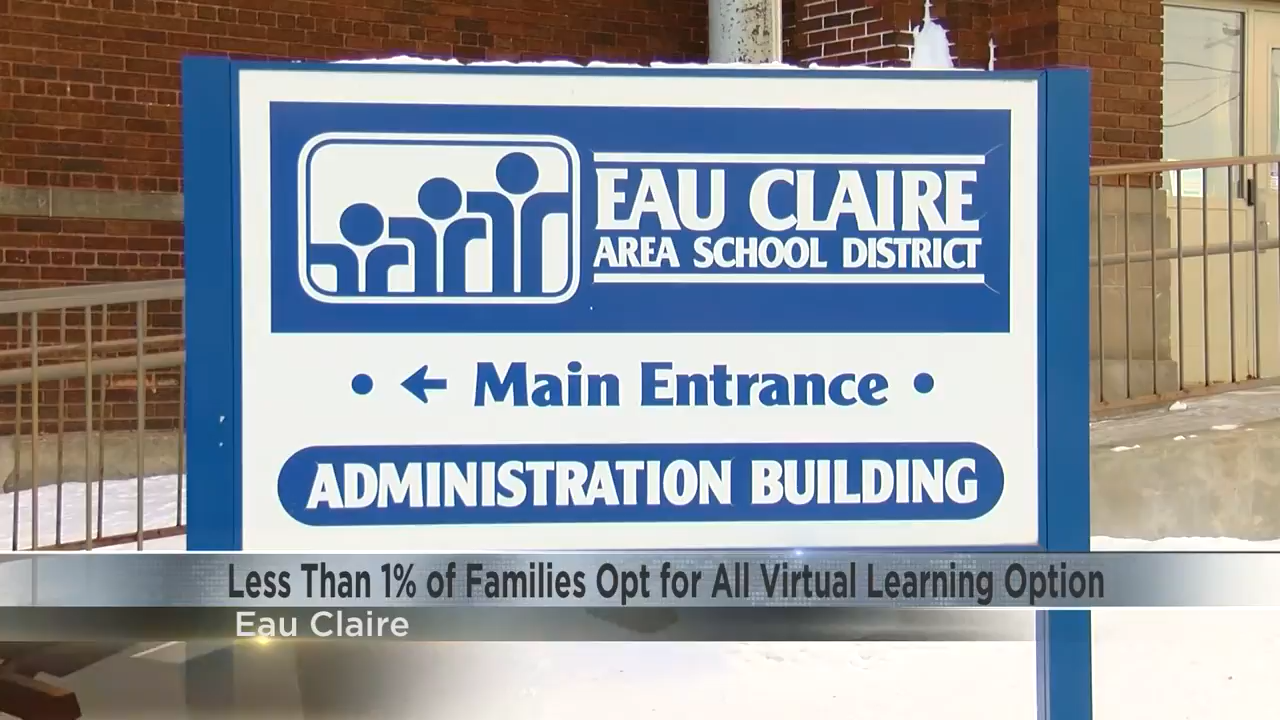 EAU CLAIRE
AREA SCHOOL DISTRICT
• ← Main Entrance •
ADMINISTRATION BUILDING
Less Than 1% of Families Opt for All Virtual Learning Option
Eau Claire